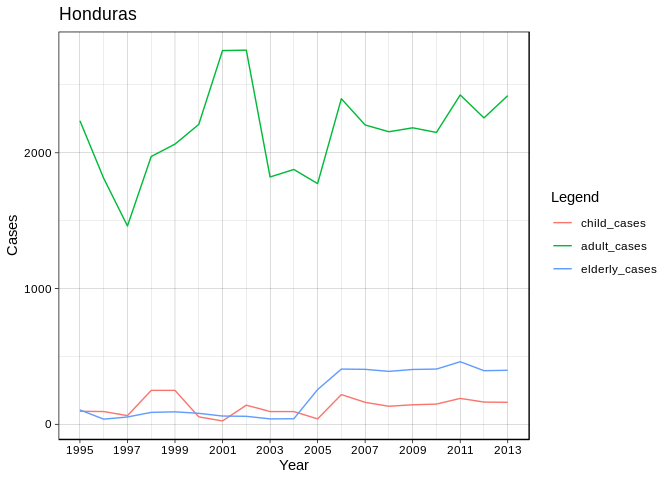 Honduras
2000
1000
0
Cases
1995 1997 1999 2001 2003 2005 2007 2009 2011 2013
Year
Legend
child_cases
adult_cases
elderly_cases